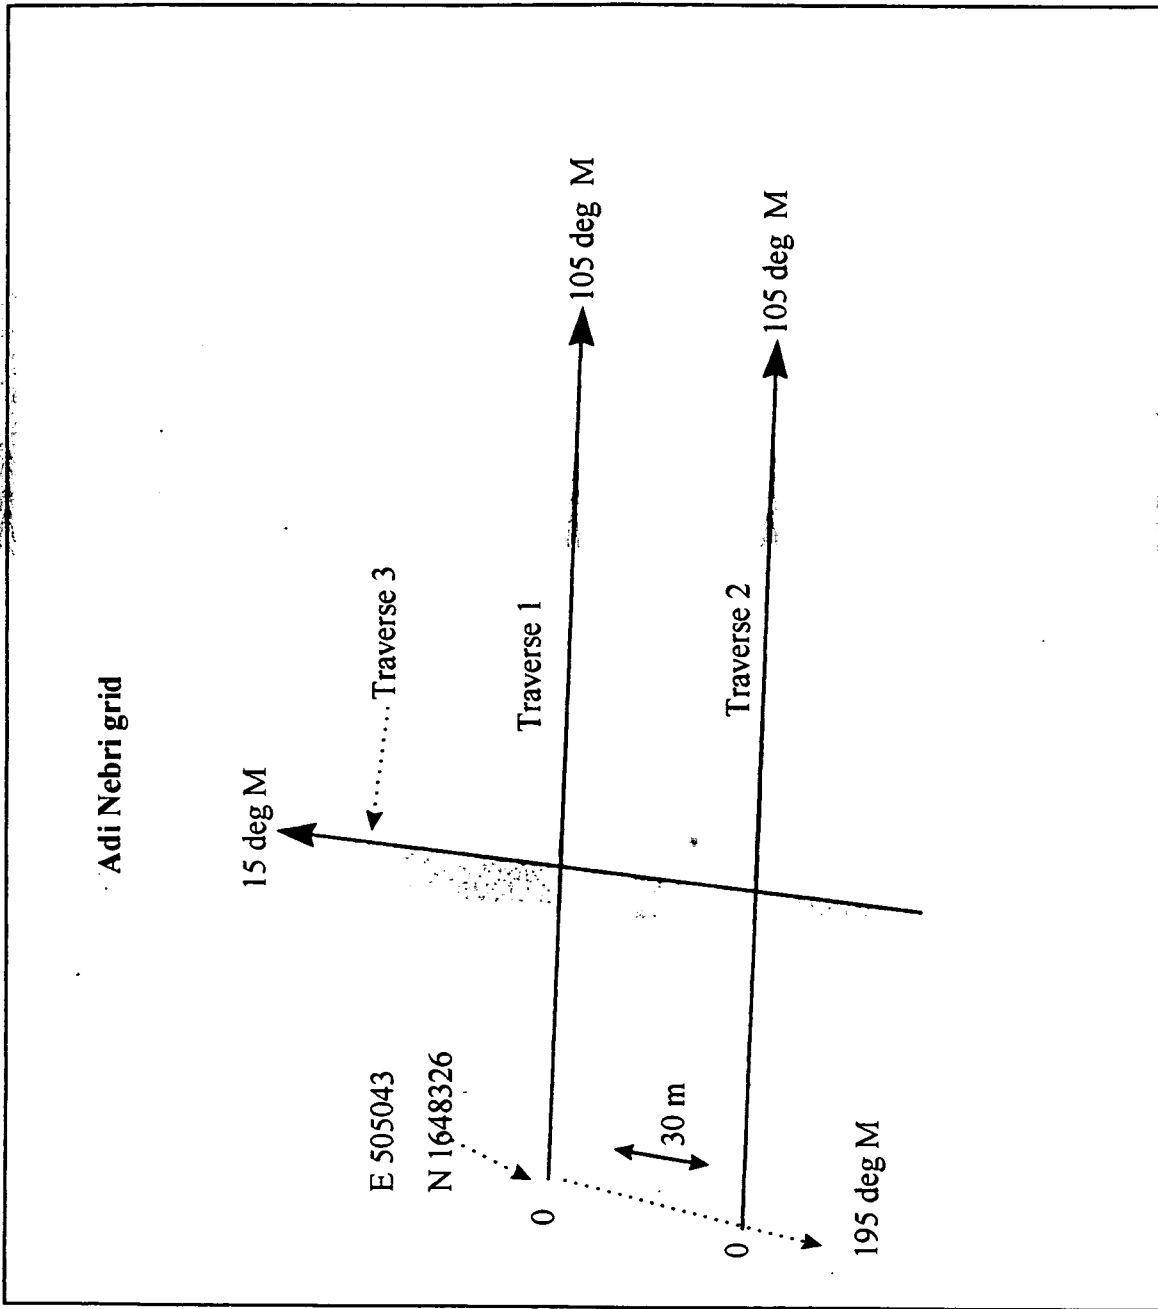 Adi Nebri grid
15 deg M
Traverse 3
E 505043
N 1648326
Traverse 1
105 deg M
0
30 m
Traverse 2
105 deg M
0
195 deg M